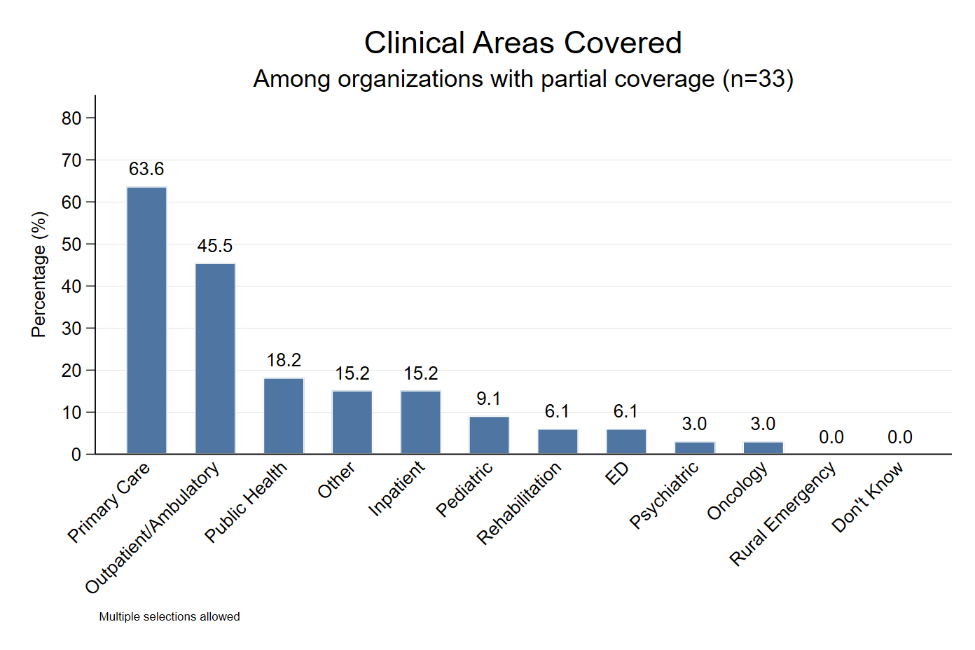 Clinical Areas Covered
Among organizations with partial coverage (n=33)
Percentage (%)
80
70
60
50
40
30
20
10
0
63.6
45.5
18.2
15.2
15.2
9.1
6.1
6.1
3.0
3.0
0.0
0.0
Primary Care
Outpatient/Ambulatory
Public Health
Other
Inpatient
Pediatric
Rehabilitation
ED
Psychiatric
Oncology
Rural Emergency
Don't Know
Multiple selections allowed